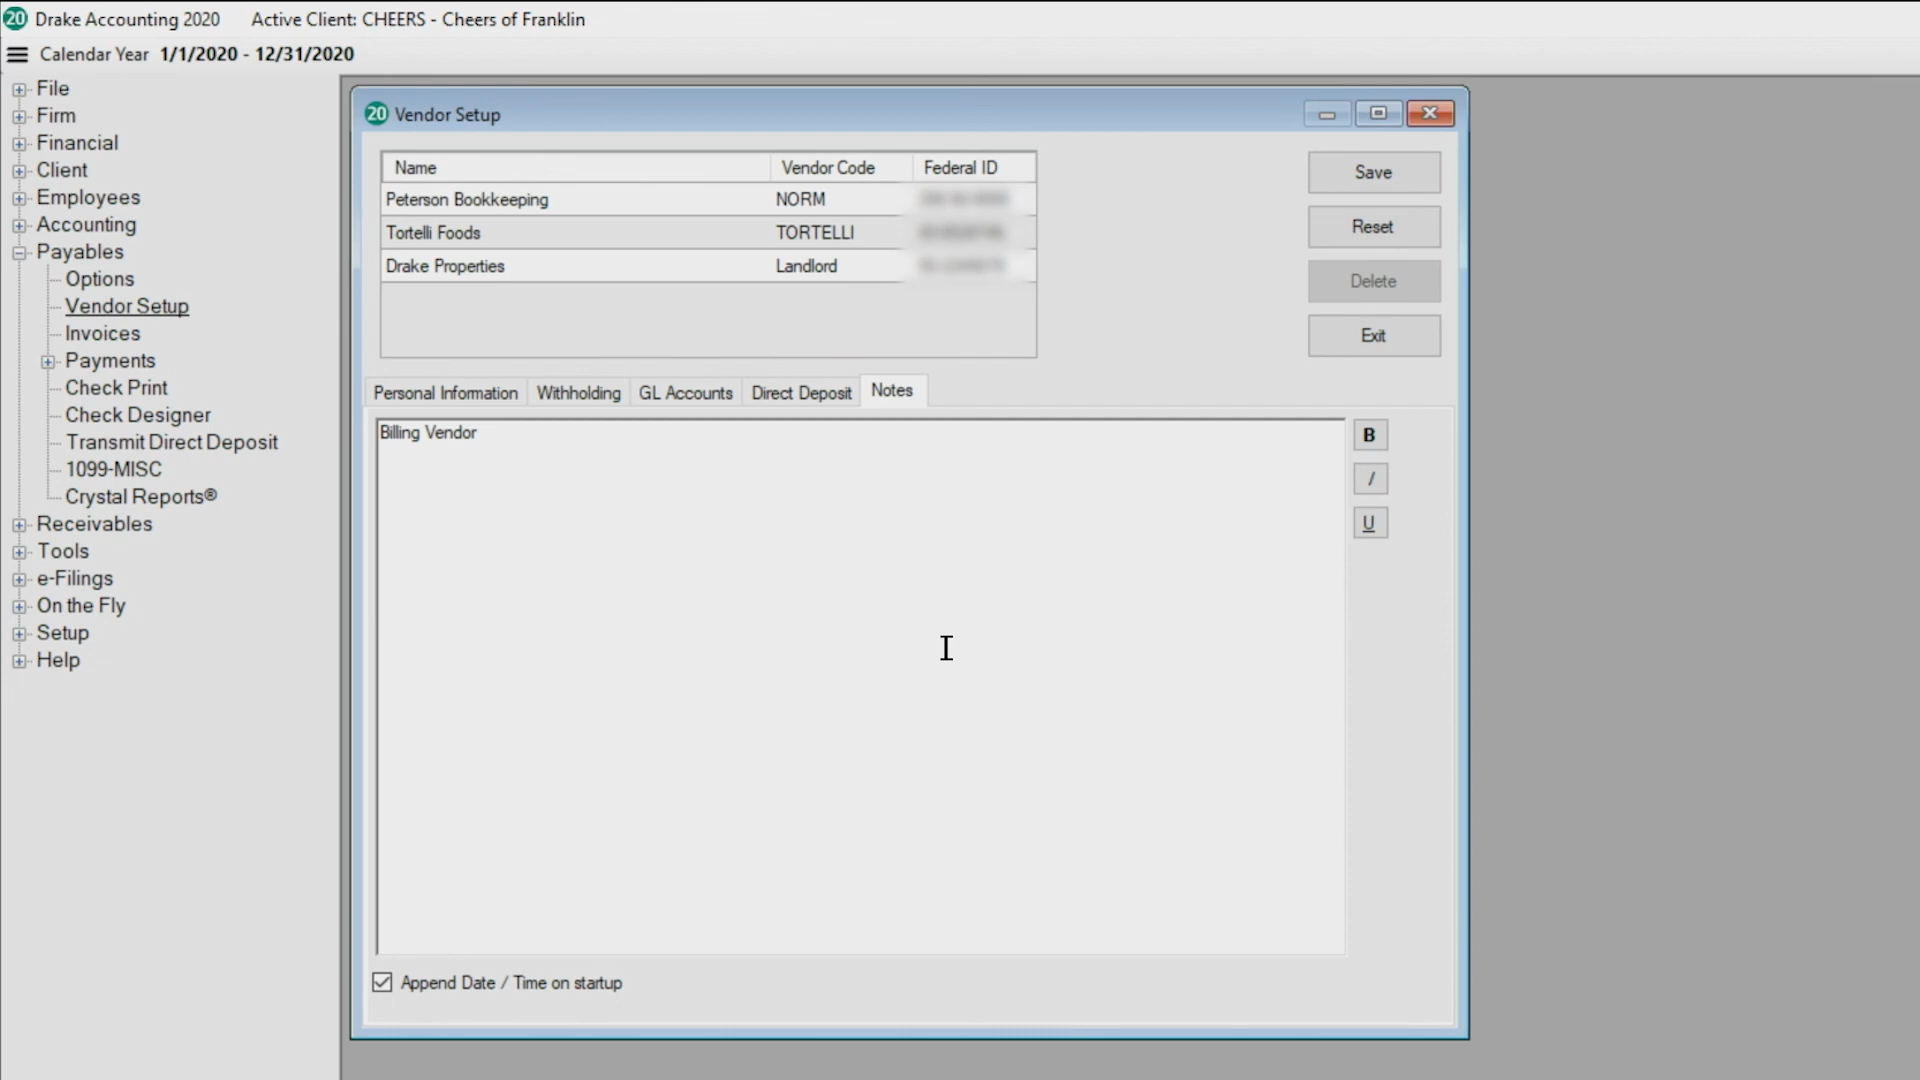 20 Drake Accounting 2020 Active Client: CHEERS - Cheers of Franklin
Calendar Year 1/1/2020 - 12/31/2020
File
Firm
Financial
Client
Employees
Accounting
Payables
Options
Vendor Setup
Invoices
Payments
Check Print
Check Designer
Transmit Direct Deposit
1099-MISC
Crystal Reports®
Receivables
Tools
e-Filings
On the Fly
Setup
Help
20 Vendor Setup
Name Vendor Code Federal ID
Peterson Bookkeeping NORM
Tortelli Foods TORTELLI
Drake Properties Landlord
Save
Reset
Delete
Exit
Personal Information Withholding GL Accounts Direct Deposit Notes
Billing Vendor
B
/
U
Append Date / Time on startup